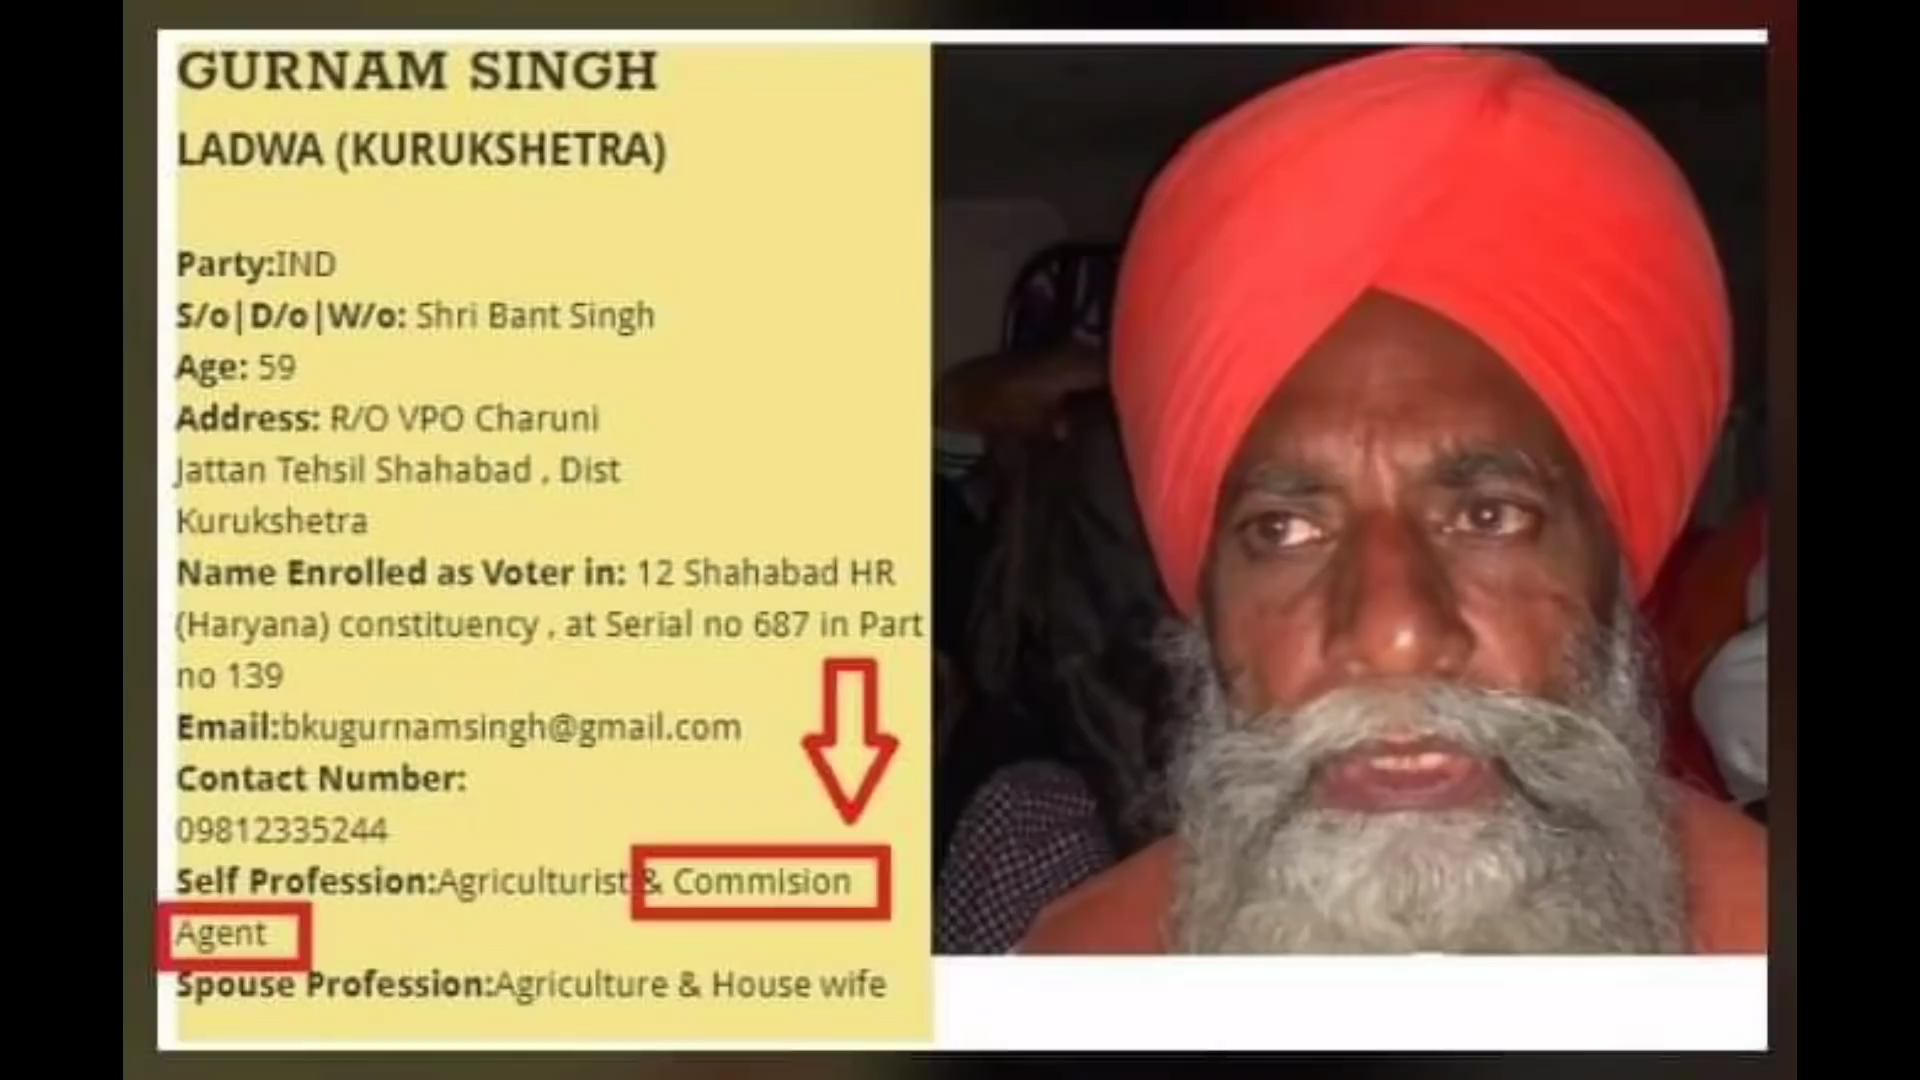 GURNAM SINGH
LADWA (KURUKSHETRA)
Party:IND
S/o|D/o|W/o: Shri Bant Singh
Age: 59
Address: R/O VPO Charuni
Jattan Tehsil Shahabad , Dist
Kurukshetra
Name Enrolled as Voter in: 12 Shahabad HR
(Haryana) constituency , at Serial no 687 in Part
no 139
Email:bkugurnamsingh@gmail.com
Contact Number:
09812335244
Self Profession:Agriculturist & Commision
Agent
Spouse Profession:Agriculture & House wife